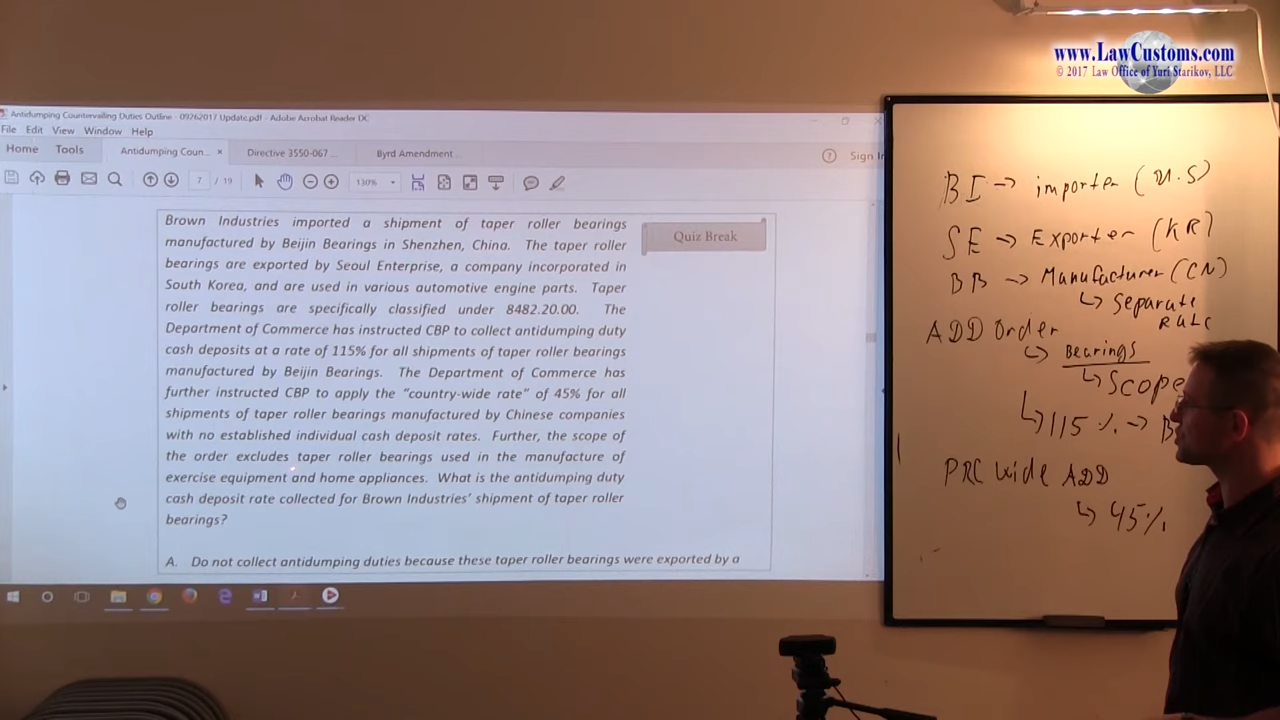 www.LawCustoms.com
© 2017 Law Office of Yuri Starikov, LLC
Antidumping Countervailing Duties Outline - 09262017 Update.pdf - Adobe Acrobat Reader DC
File Edit View Window Help
Home Tools Antidumping Coun... × Directive 3550-067 ... Byrd Amendment... Sign In
7 / 19 130%
Brown Industries imported a shipment of taper roller bearings
manufactured by Beijin Bearings in Shenzhen, China. The taper roller
bearings are exported by Seoul Enterprise, a company incorporated in
South Korea, and are used in various automotive engine parts. Taper
roller bearings are specifically classified under 8482.20.00. The
Department of Commerce has instructed CBP to collect antidumping duty
cash deposits at a rate of 115% for all shipments of taper roller bearings
manufactured by Beijin Bearings. The Department of Commerce has
further instructed CBP to apply the “country-wide rate” of 45% for all
shipments of taper roller bearings manufactured by Chinese companies
with no established individual cash deposit rates. Further, the scope of
the order excludes taper roller bearings used in the manufacture of
exercise equipment and home appliances. What is the antidumping duty
cash deposit rate collected for Brown Industries’ shipment of taper roller
bearings?
A. Do not collect antidumping duties because these taper roller bearings were exported by a
Quiz Break
BI → importer (U.S)
SE → Exporter (KR)
BB → Manufacturer (CN)
↳ Separate
ADD Order
↳ Bearings
↳ Scope
↳ 115 % → B
PRC wide ADD
↳ 45%